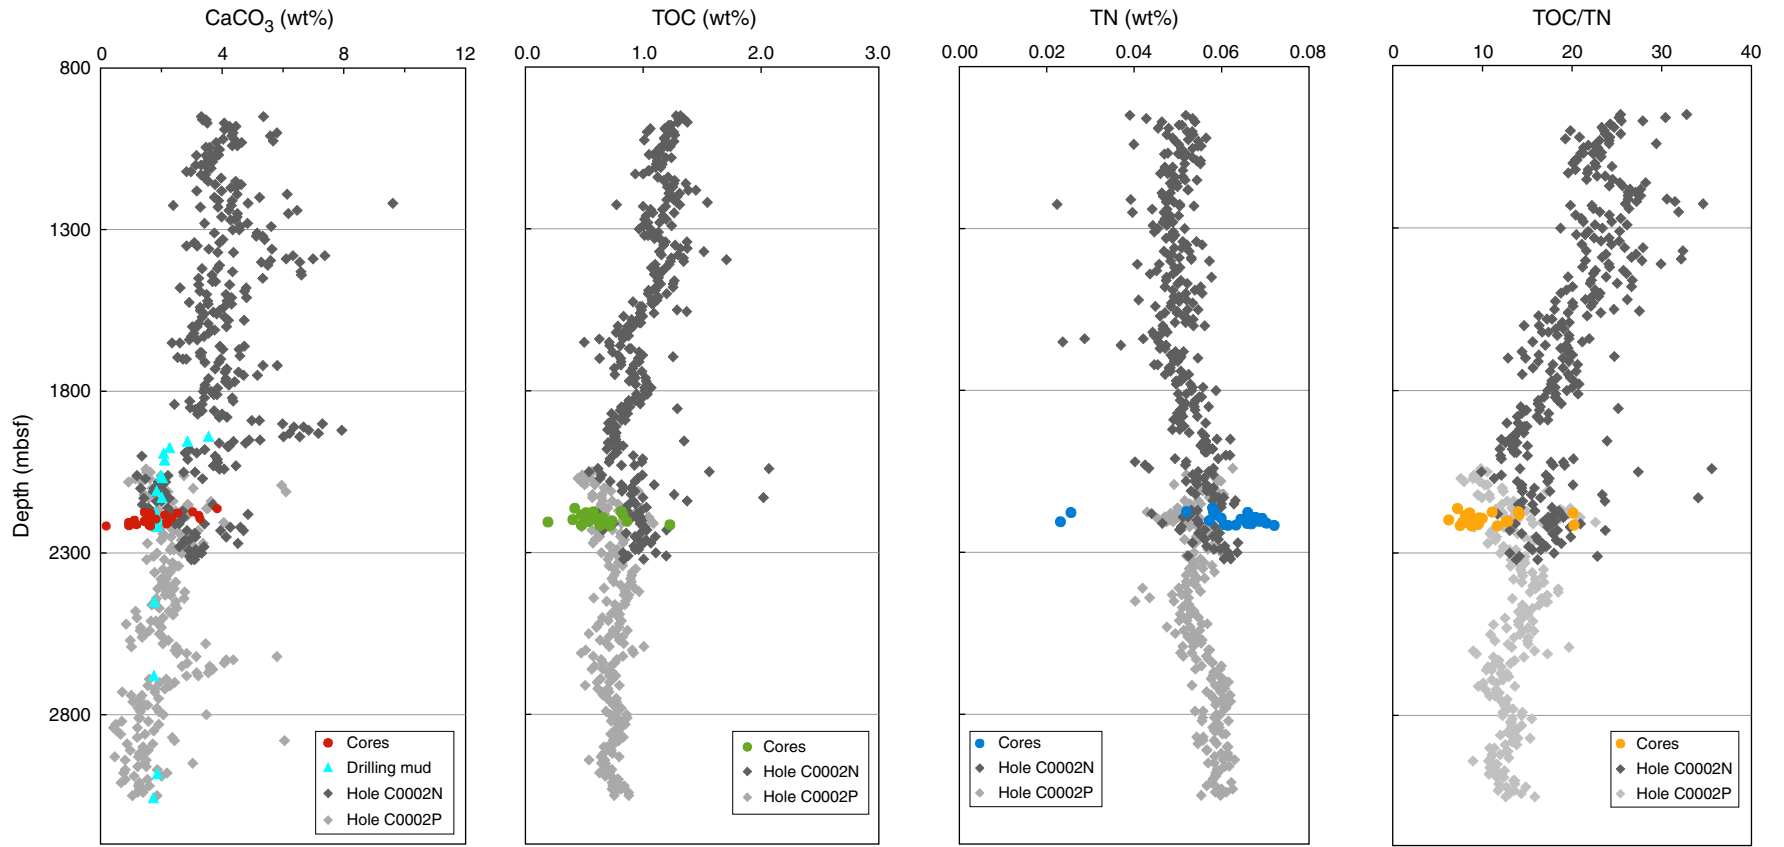 CaCO3 (wt%)
TOC (wt%)
TN (wt%)
TOC/TN
0 4 8 12
0.0 1.0 2.0 3.0
0.00 0.02 0.04 0.06 0.08
0 10 20 30 40
800
1300
1800
2300
2800
Depth (mbsf)
Cores
Drilling mud
Hole C0002N
Hole C0002P
Cores
Hole C0002N
Hole C0002P
Cores
Hole C0002N
Hole C0002P
Cores
Hole C0002N
Hole C0002P